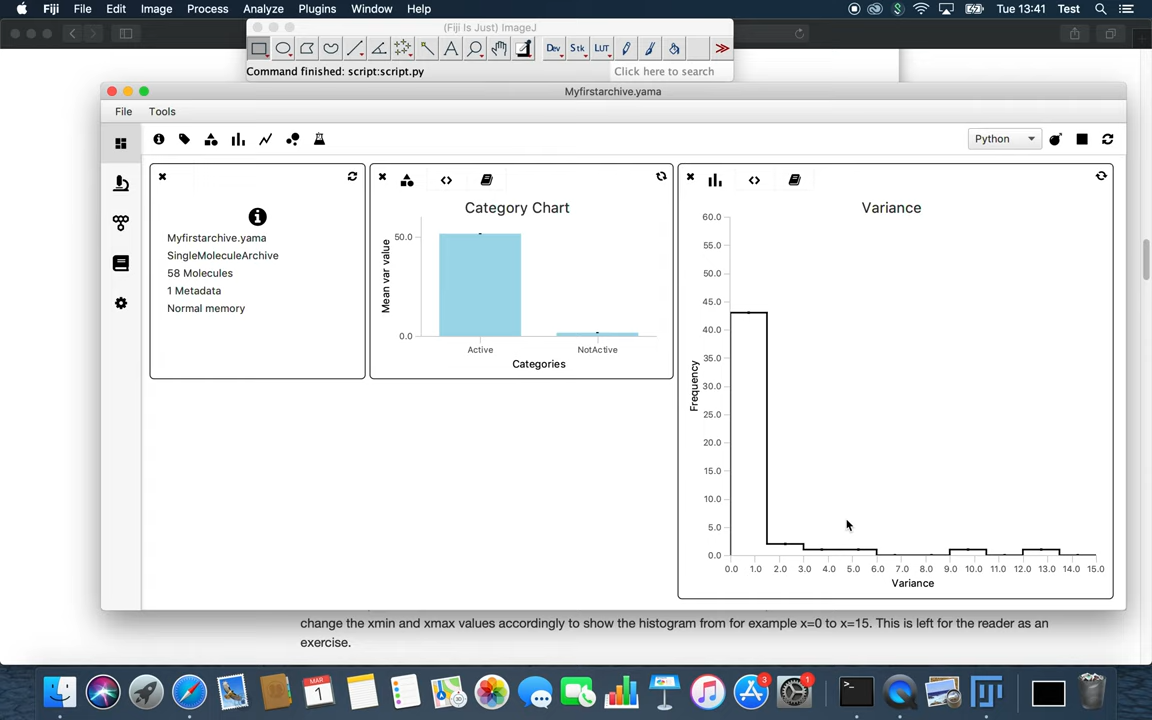 Fiji File Edit Image Process Analyze Plugins Window Help
Tue 13:41 Test
(Fiji Is Just) ImageJ
Dev Stk LUT
Command finished: script:script.py
Click here to search
Myfirstarchive.yama
File Tools
Python
Myfirstarchive.yama
SingleMoleculeArchive
58 Molecules
1 Metadata
Normal memory
Category Chart
Mean var value
50.0
0.0
Active NotActive
Categories
Variance
Frequency
60.0
55.0
50.0
45.0
40.0
35.0
30.0
25.0
20.0
15.0
10.0
5.0
0.0
0.0 1.0 2.0 3.0 4.0 5.0 6.0 7.0 8.0 9.0 10.0 11.0 12.0 13.0 14.0 15.0
Variance
change the xmin and xmax values accordingly to show the histogram from for example x=0 to x=15. This is left for the reader as an
exercise.
MAR
1
3
1